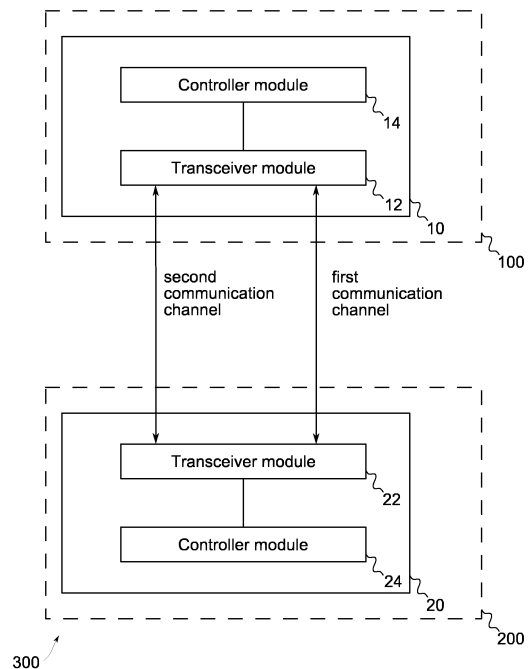 Controller module
14
Transceiver module
12
10
100
second
communication
channel
first
communication
channel
Transceiver module
22
Controller module
24
20
200
300